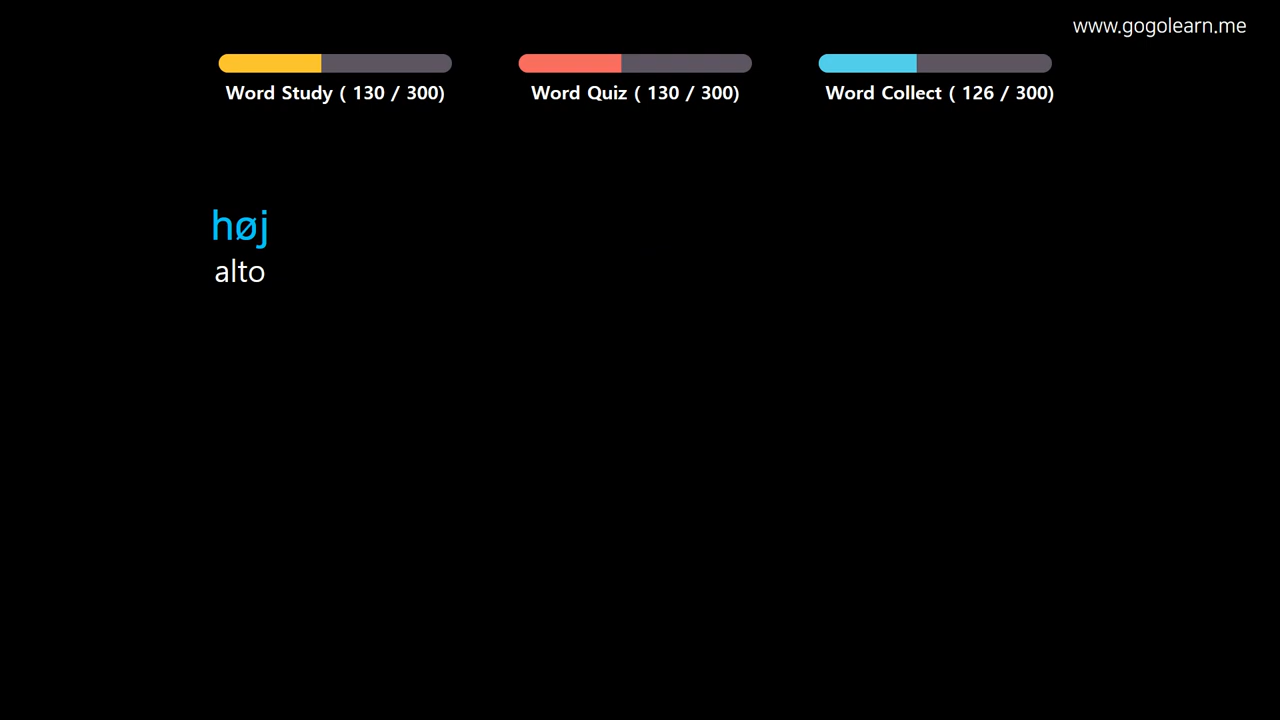 www.gogolearn.me
Word Study ( 130 / 300)
Word Quiz ( 130 / 300)
Word Collect ( 126 / 300)
høj
alto